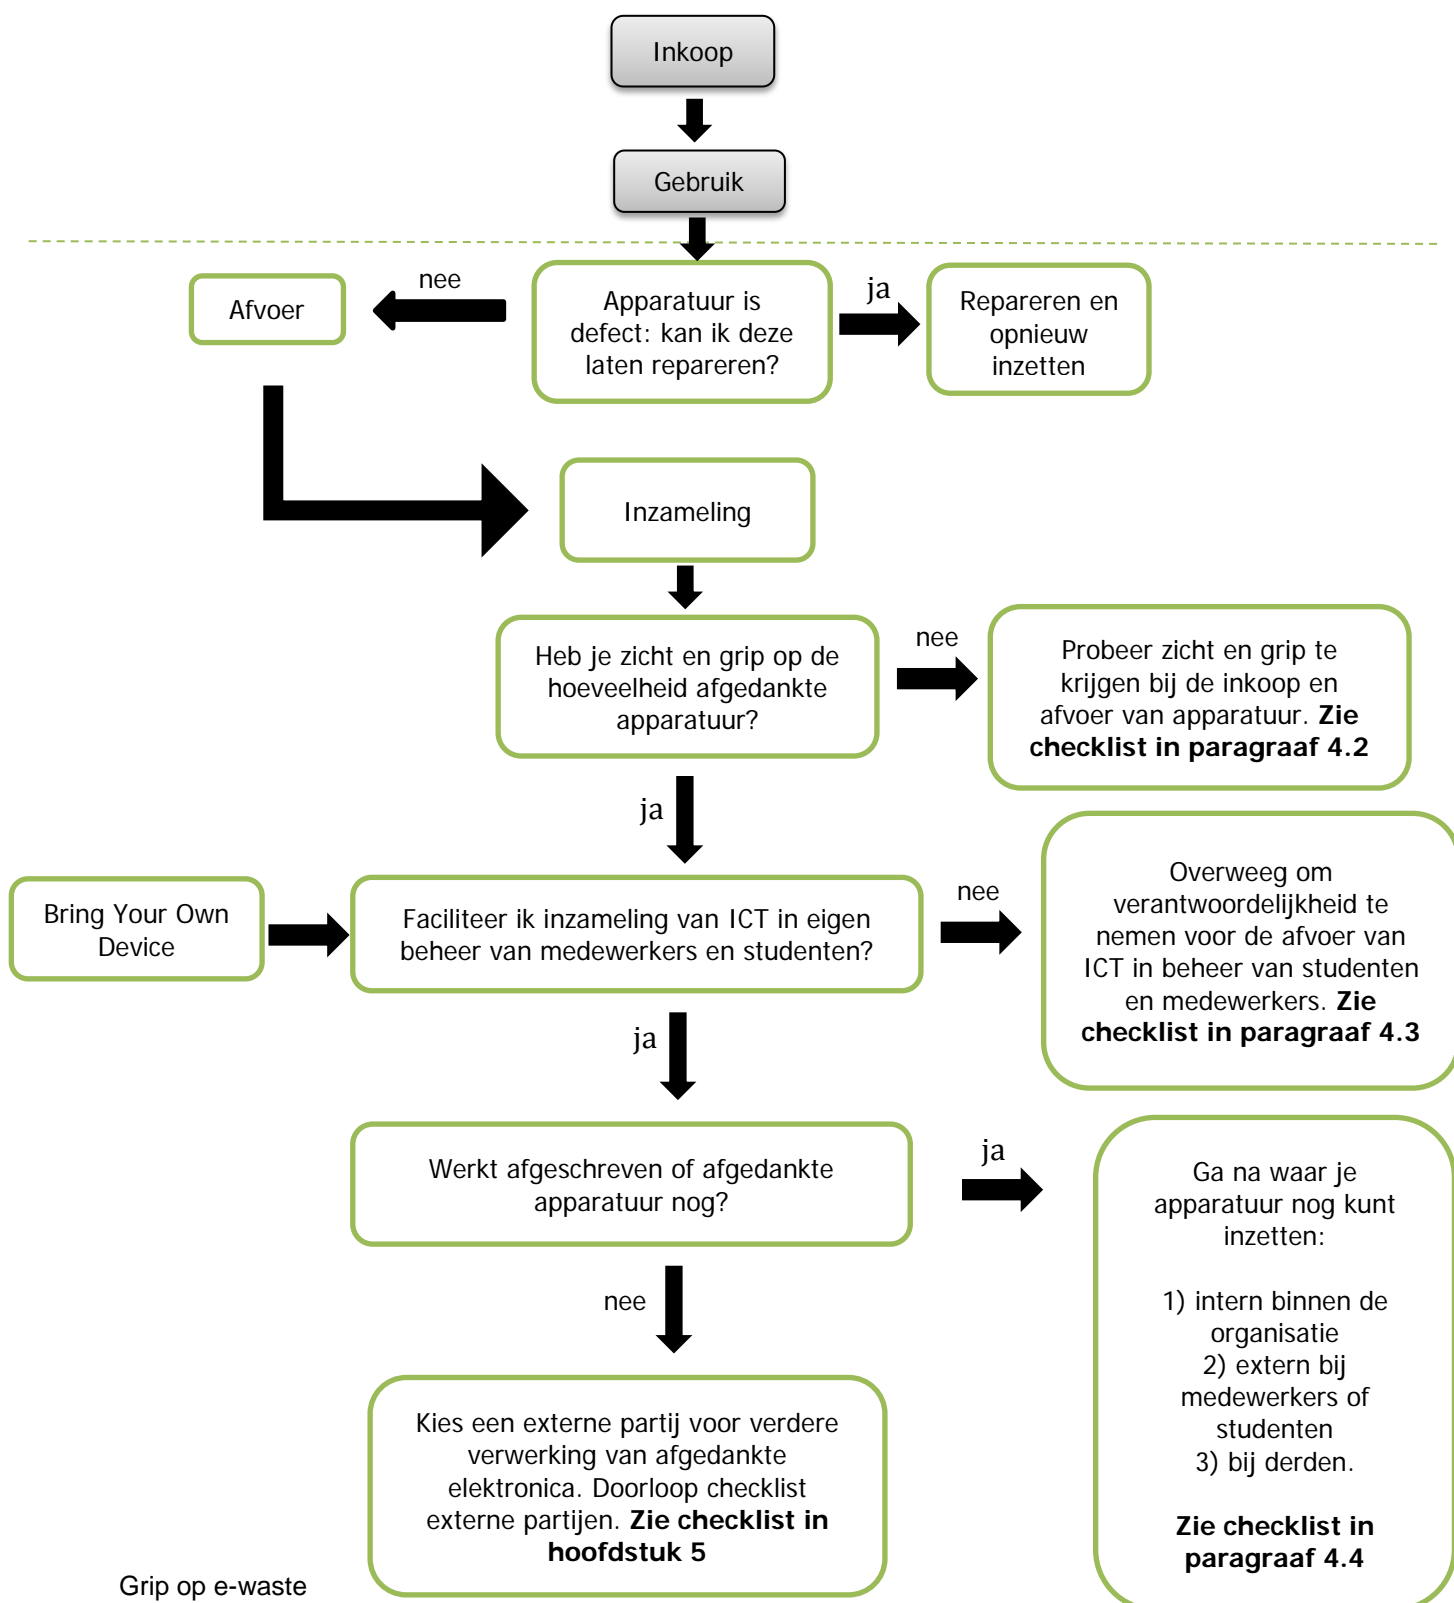 Inkoop
Gebruik
nee
Afvoer
Apparatuur is
defect: kan ik deze
laten repareren?
ja
Repareren en
opnieuw
inzetten
Inzameling
Heb je zicht en grip op de
hoeveelheid afgedankte
apparatuur?
nee
Probeer zicht en grip te
krijgen bij de inkoop en
afvoer van apparatuur. Zie
checklist in paragraaf 4.2
ja
Bring Your Own
Device
Faciliteer ik inzameling van ICT in eigen
beheer van medewerkers en studenten?
nee
Overweeg om
verantwoordelijkheid te
nemen voor de afvoer van
ICT in beheer van studenten
en medewerkers. Zie
checklist in paragraaf 4.3
ja
Werkt afgeschreven of afgedankte
apparatuur nog?
ja
Ga na waar je
apparatuur nog kunt
inzetten:
1) intern binnen de
organisatie
2) extern bij
medewerkers of
studenten
3) bij derden.
Zie checklist in
paragraaf 4.4
nee
Kies een externe partij voor verdere
verwerking van afgedankte
elektronica. Doorloop checklist
externe partijen. Zie checklist in
hoofdstuk 5
Grip op e-waste